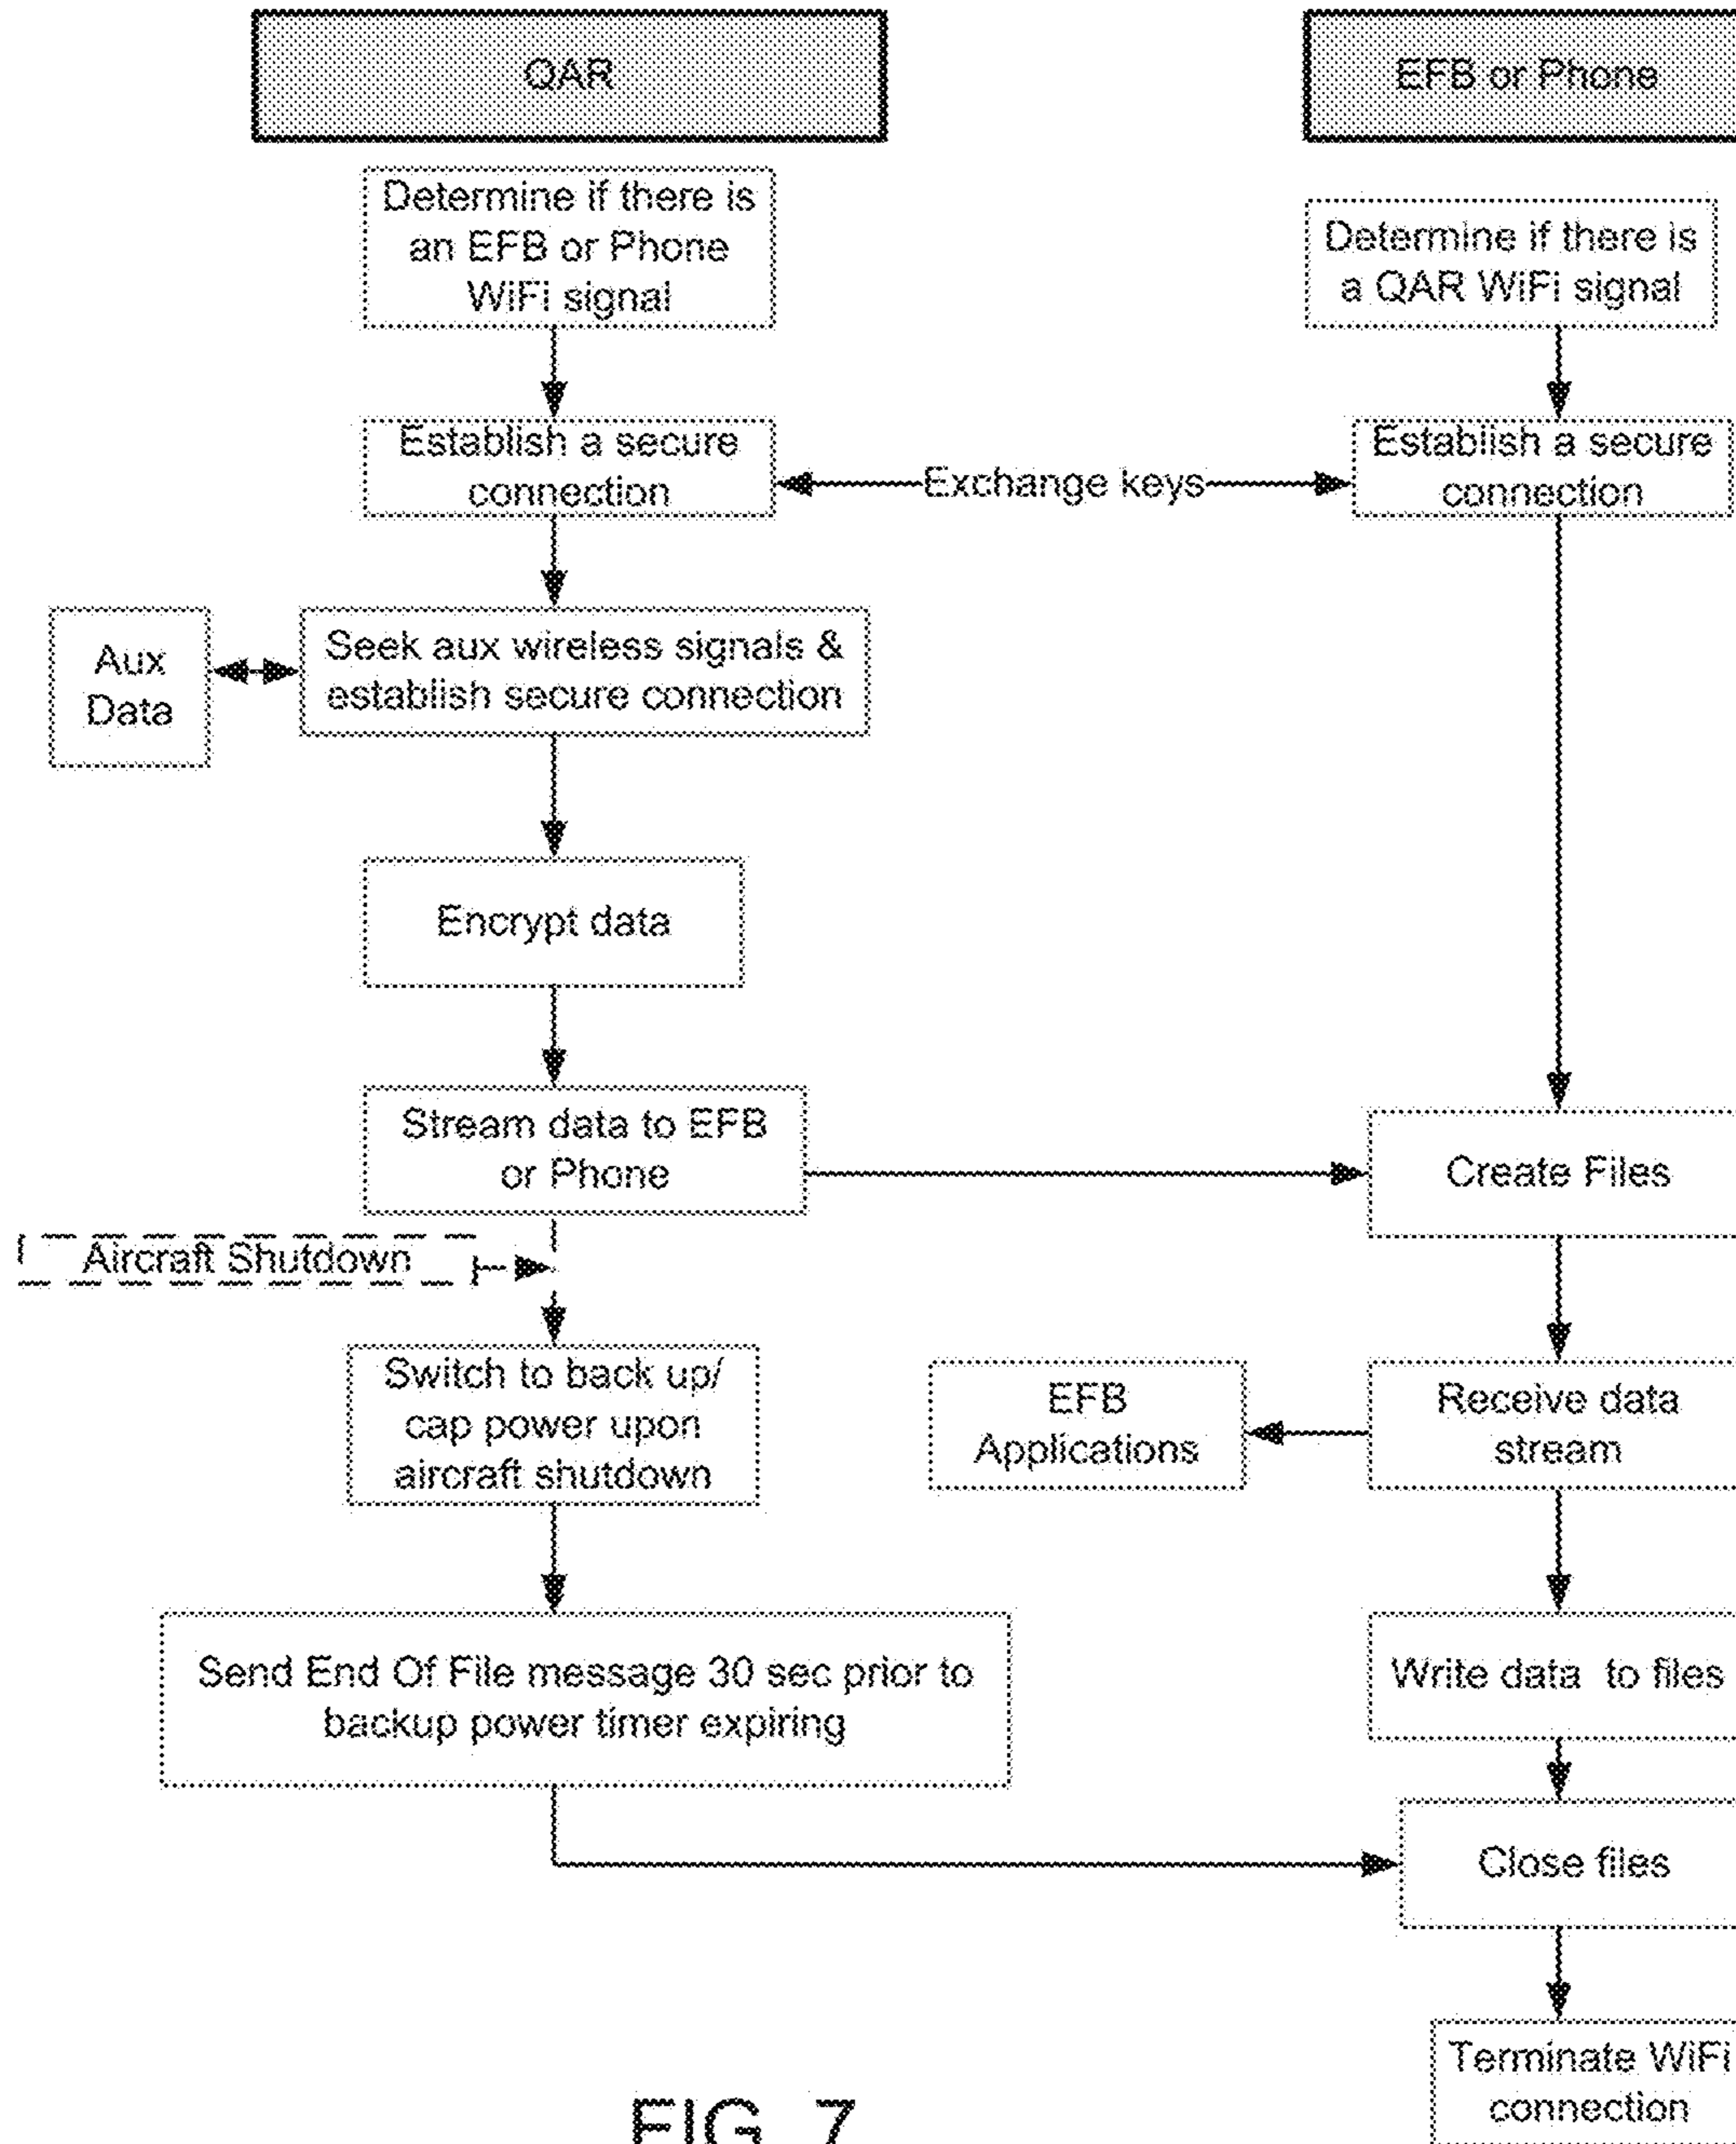 QAR
EFB or Phone
Determine if there is
an EFB or Phone
WiFi signal
Determine if there is
a QAR WiFi signal
Establish a secure
connection
Exchange keys
Establish a secure
connection
Aux
Data
Seek aux wireless signals &
establish secure connection
Encrypt data
Stream data to EFB
or Phone
Create Files
Aircraft Shutdown
Switch to back up/
cap power upon
aircraft shutdown
EFB
Applications
Receive data
stream
Send End Of File message 30 sec prior to
backup power timer expiring
Write data to files
Close files
Terminate WiFi
connection
FIG. 7